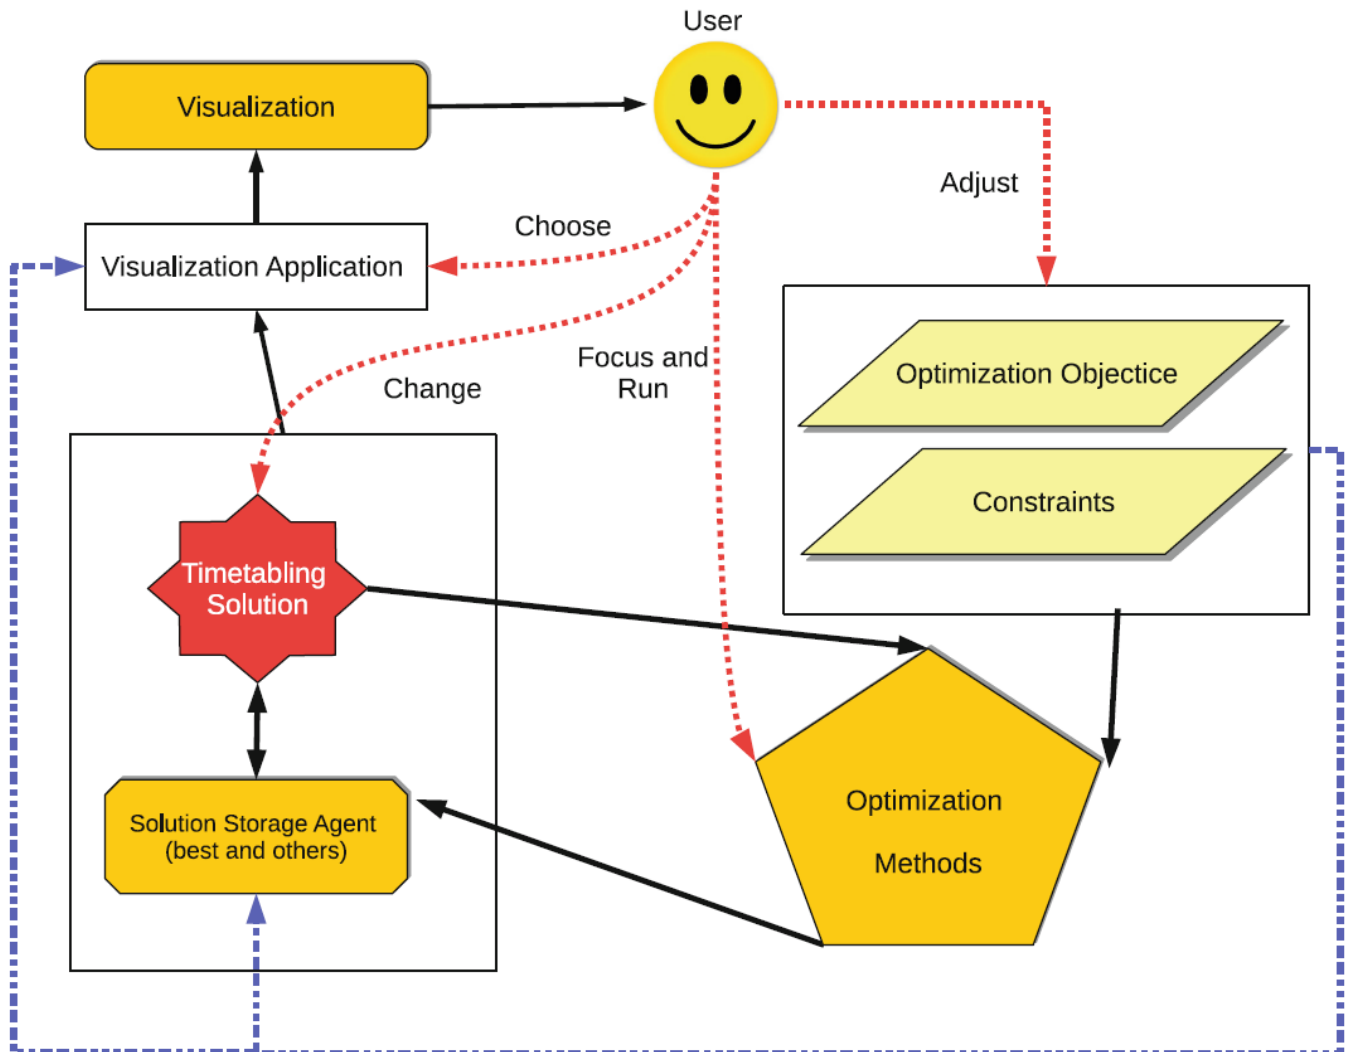 User
Visualization
Adjust
Choose
Visualization Application
Focus and
Run
Change
Optimization Objectice
Constraints
Timetabling
Solution
Optimization
Methods
Solution Storage Agent
(best and others)